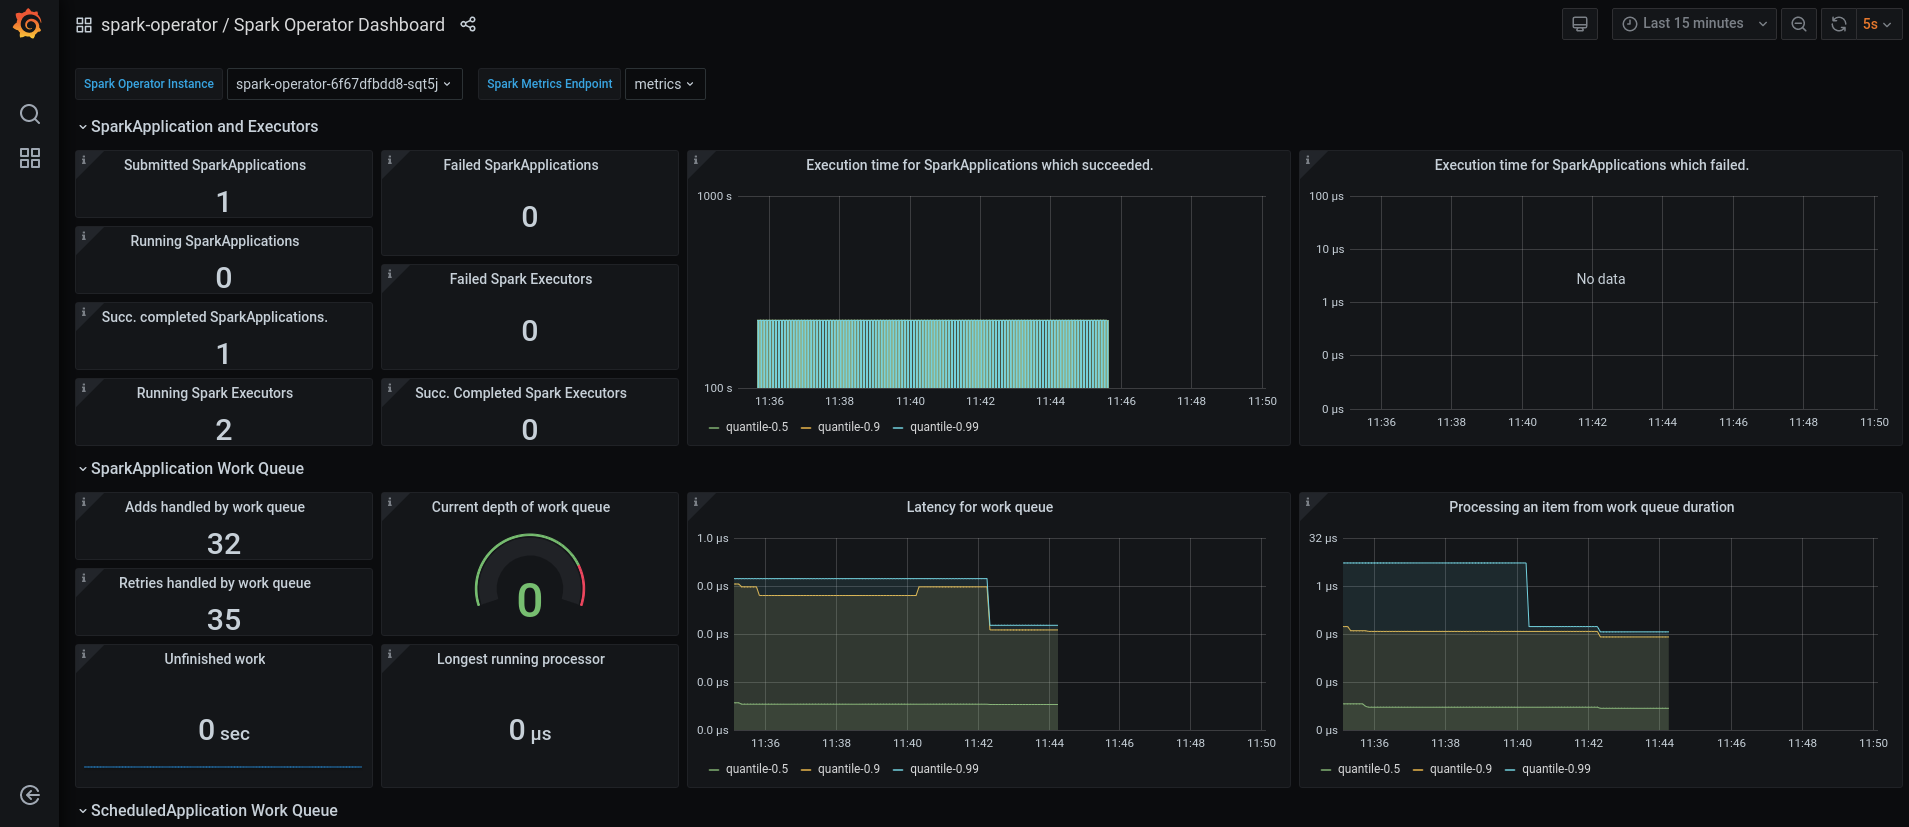 spark-operator / Spark Operator Dashboard
Last 15 minutes
5s
Spark Operator Instance
spark-operator-6f67dfbdd8-sqt5j
Spark Metrics Endpoint
metrics
SparkApplication and Executors
Submitted SparkApplications
1
Running SparkApplications
0
Succ. completed SparkApplications.
1
Running Spark Executors
2
Failed SparkApplications
0
Failed Spark Executors
0
Succ. Completed Spark Executors
0
Execution time for SparkApplications which succeeded.
1000 s
100 s
11:36 11:38 11:40 11:42 11:44 11:46 11:48 11:50
quantile-0.5 quantile-0.9 quantile-0.99
Execution time for SparkApplications which failed.
100 µs
10 µs
No data
1 µs
0 µs
0 µs
11:36 11:38 11:40 11:42 11:44 11:46 11:48 11:50
SparkApplication Work Queue
Adds handled by work queue
32
Retries handled by work queue
35
Unfinished work
0 sec
Current depth of work queue
0
Longest running processor
0 µs
Latency for work queue
1.0 µs
0.0 µs
0.0 µs
0.0 µs
0.0 µs
11:36 11:38 11:40 11:42 11:44 11:46 11:48 11:50
quantile-0.5 quantile-0.9 quantile-0.99
Processing an item from work queue duration
32 µs
1 µs
0 µs
0 µs
0 µs
11:36 11:38 11:40 11:42 11:44 11:46 11:48 11:50
quantile-0.5 quantile-0.9 quantile-0.99
ScheduledApplication Work Queue